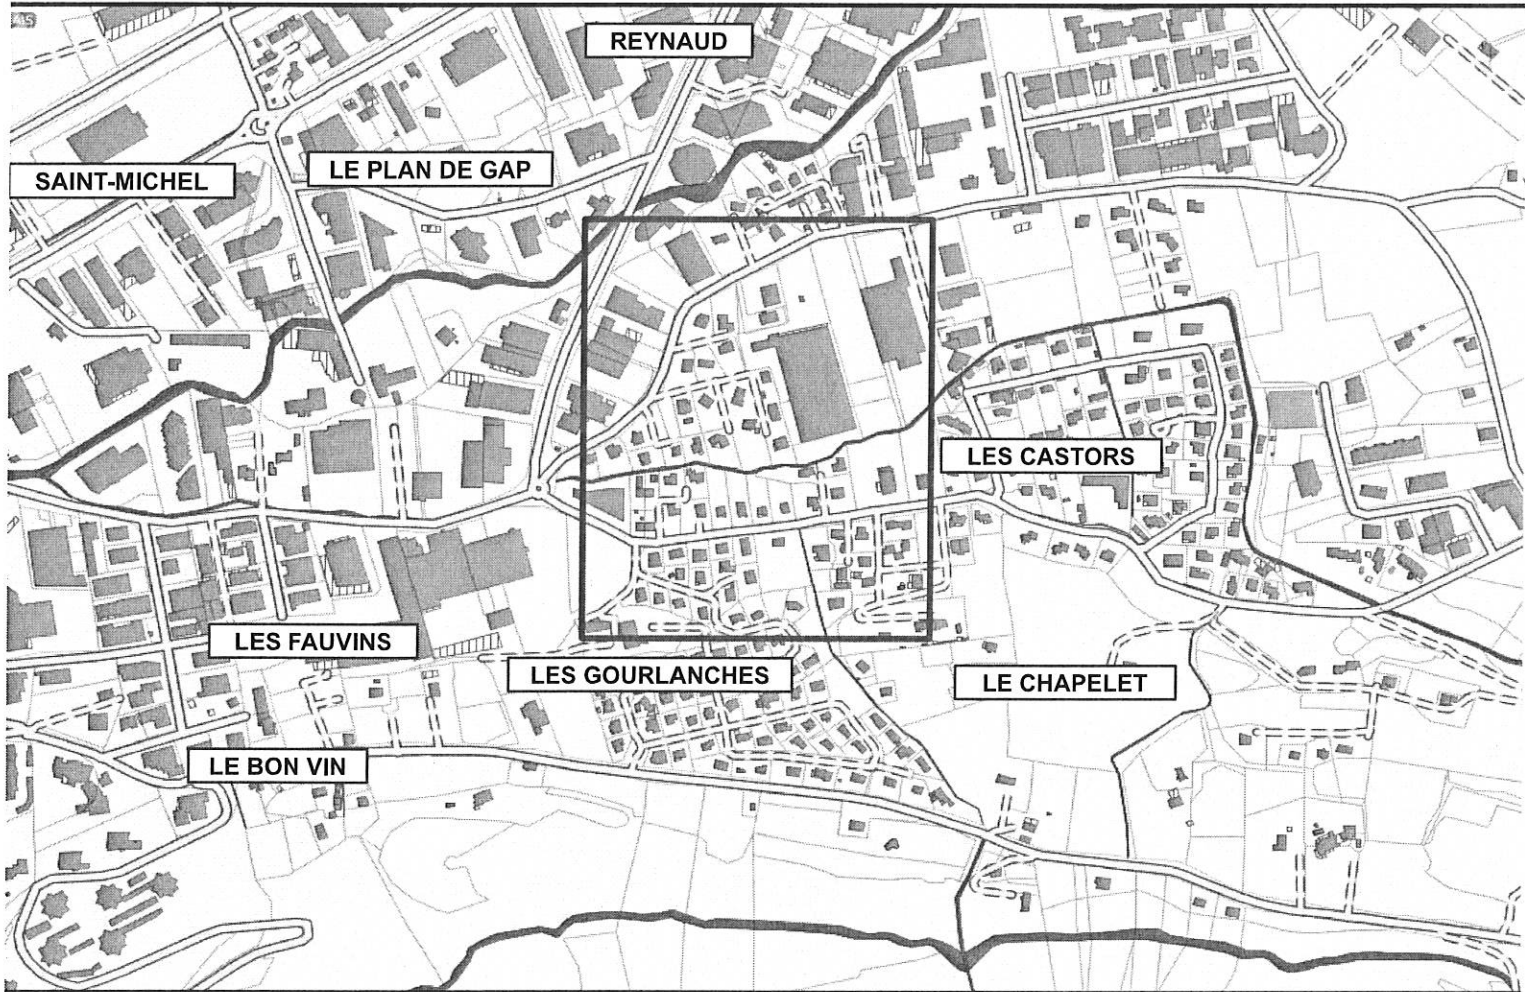 REYNAUD
LE PLAN DE GAP
SAINT-MICHEL
LES CASTORS
LES FAUVINS
LES GOURLANCHES
LE CHAPELET
LE BON VIN